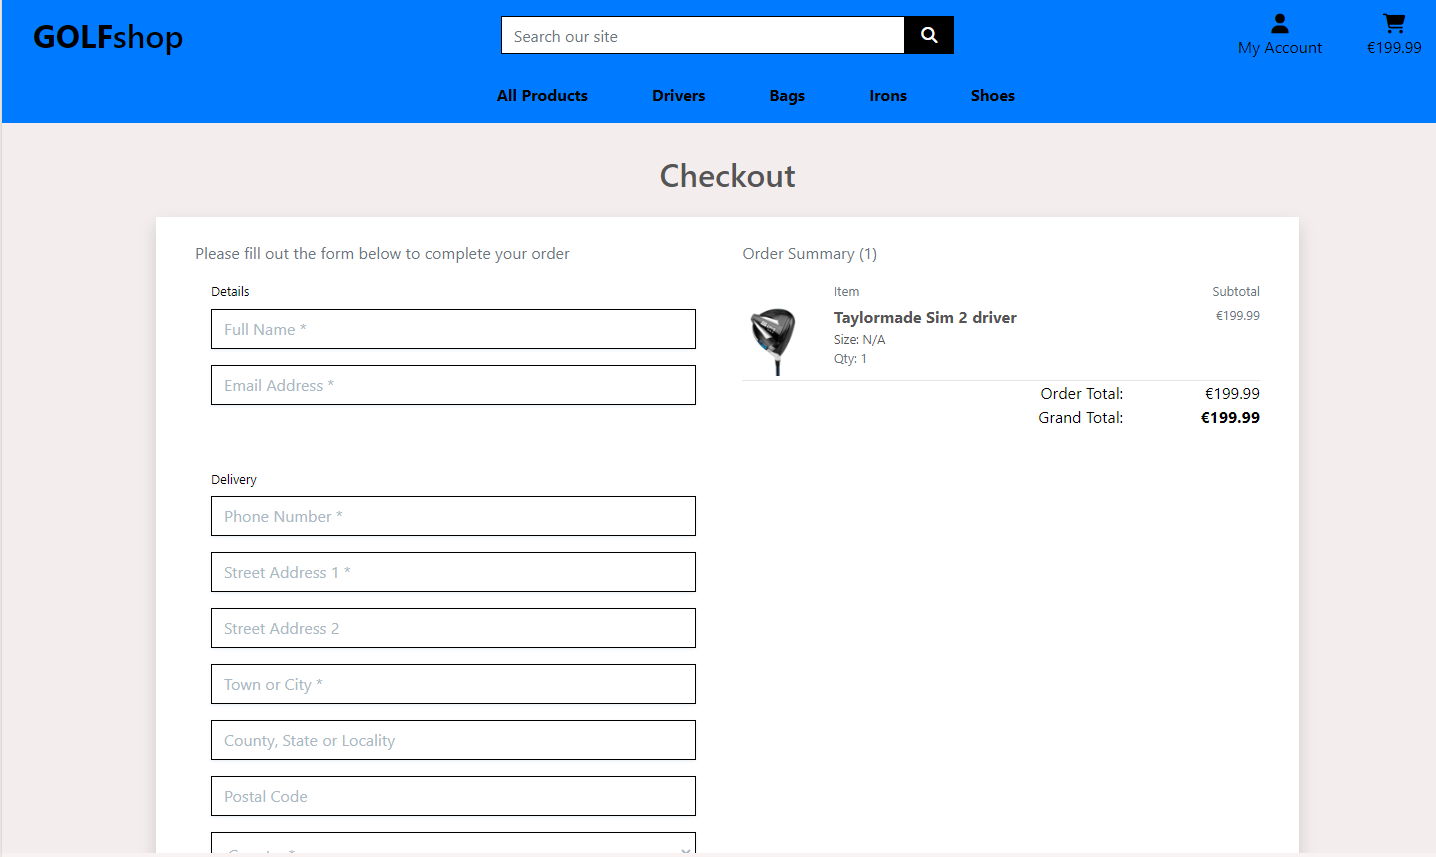 GOLFshop
Search our site
My Account
€199.99
All Products
Drivers
Bags
Irons
Shoes
Checkout
Please fill out the form below to complete your order
Details
Full Name *
Email Address *
Delivery
Phone Number *
Street Address 1 *
Street Address 2
Town or City *
County, State or Locality
Postal Code
Order Summary (1)
Item
Subtotal
Taylormade Sim 2 driver
€199.99
Size: N/A
Qty: 1
Order Total:
€199.99
Grand Total:
€199.99